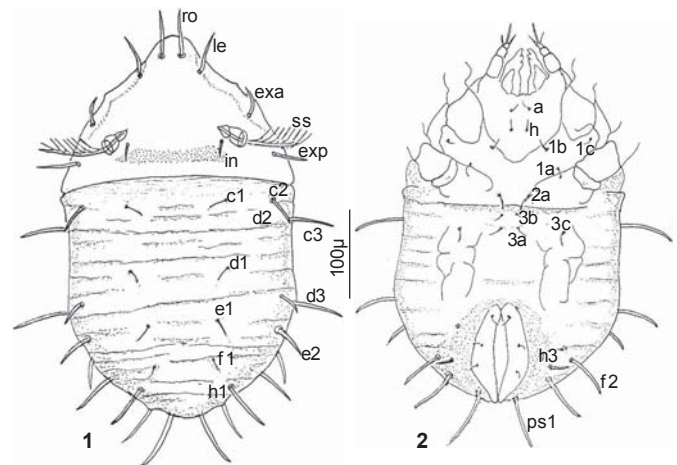 ro
le
exa
ss
exp
in
c1
c2
d2
c3
d1
d3
e1
e2
f1
h1
1
100µ
a
h
1b
1c
1a
2a
3b
3c
3a
h3
f2
ps1
2